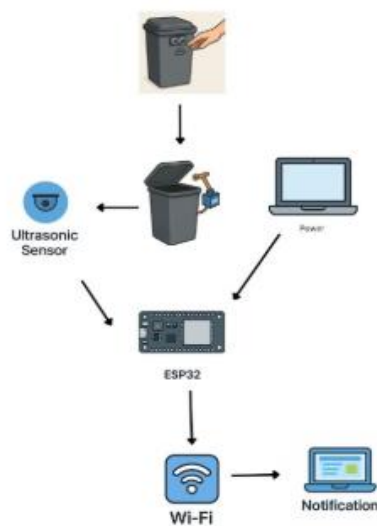 Ultrasonic
Sensor
Power
ESP32
Wi-Fi
Notification